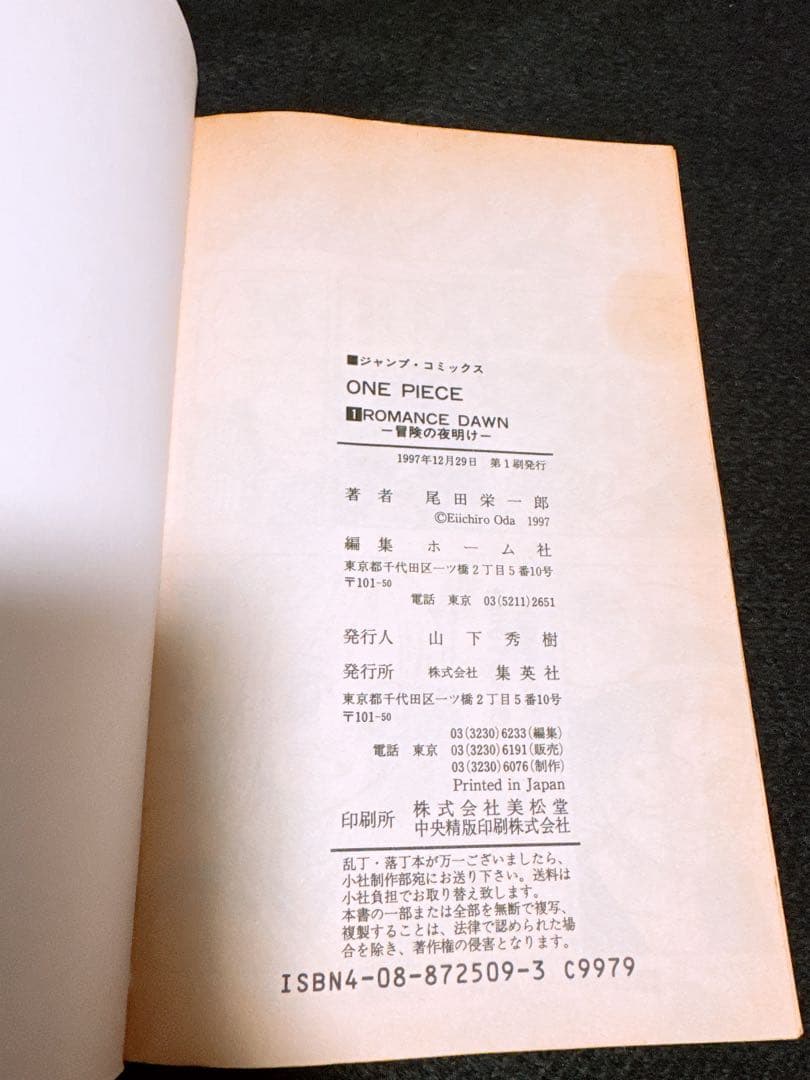 ■ジャンプ・コミックス
ONE PIECE
1 ROMANCE DAWN
―冒険の夜明け―
1997年12月29日 第1刷発行
著者 尾田栄一郎
©Eiichiro Oda 1997
編集 ホーム社
東京都千代田区一ツ橋2丁目5番10号
〒101-50
電話 東京 03(5211)2651
発行人 山下秀樹
発行所 株式会社 集英社
東京都千代田区一ツ橋2丁目5番10号
〒101-50
03(3230)6233(編集)
電話 東京 03(3230)6191(販売)
03(3230)6076(制作)
Printed in Japan
印刷所 株式会社美松堂
中央精版印刷株式会社
乱丁・落丁本が万一ございましたら、
小社制作部宛にお送り下さい。送料は
小社負担でお取り替え致します。
本書の一部または全部を無断で複写、
複製することは、法律で認められた場
合を除き、著作権の侵害となります。
ISBN4-08-872509-3 C9979